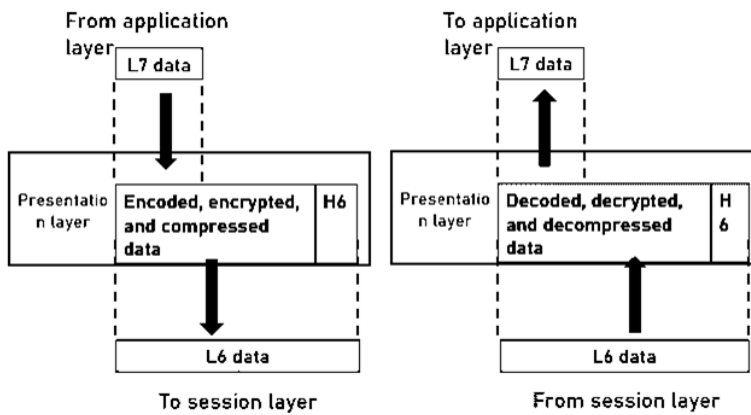 From application
layer
L7 data
Presentatio
n layer
Encoded, encrypted,
and compressed
data
H6
L6 data
To session layer
To application
layer
L7 data
Presentatio
n layer
Decoded, decrypted,
and decompressed
data
H
6
L6 data
From session layer